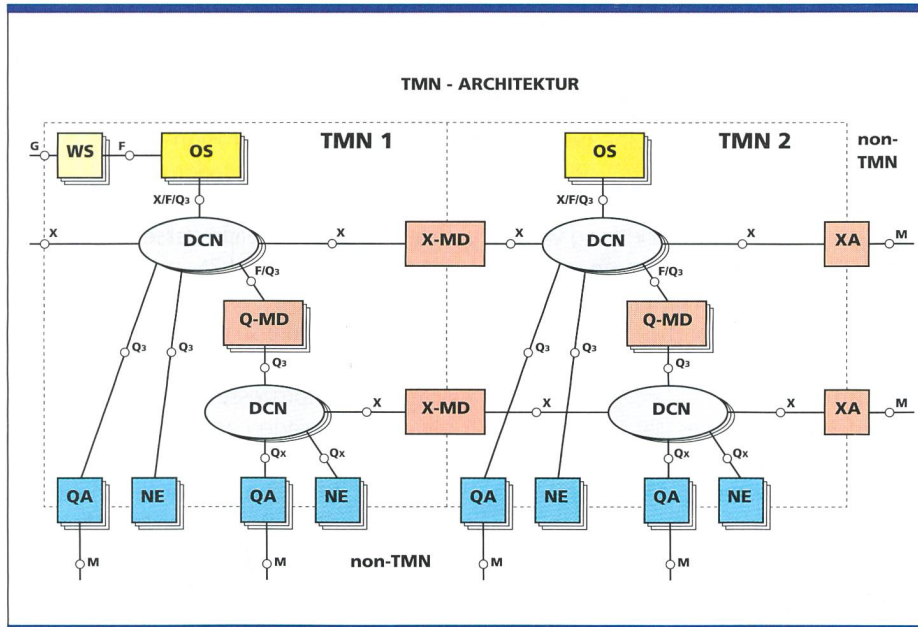 TMN - ARCHITEKTUR
TMN 1
TMN 2
non-
TMN
G
WS
F
OS
OS
X/F/Q3
X/F/Q3
X
DCN
X
X-MD
X
DCN
X
XA
M
F/Q3
F/Q3
Q-MD
Q-MD
Q3
Q3
Q3
Q3
Q3
Q3
DCN
X
X-MD
X
DCN
X
XA
M
Qx
Qx
Qx
Qx
QA
NE
QA
NE
QA
NE
QA
NE
M
M
non-TMN
M
M